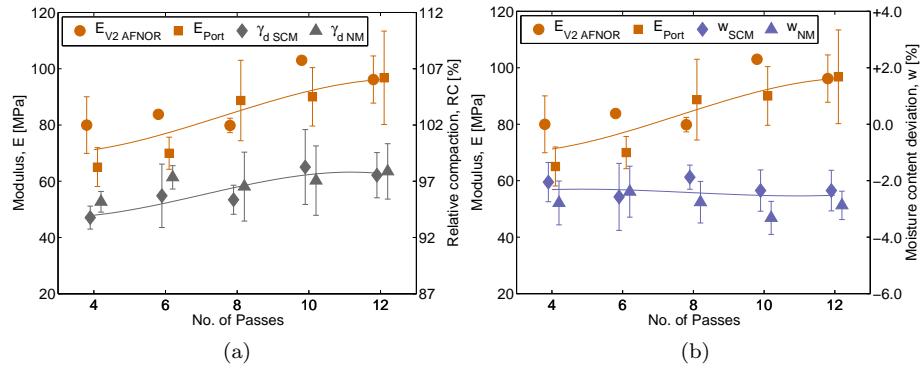 E_V2 AFNOR E_Port γ_d SCM γ_d NM
Modulus, E [MPa]
120
100
80
60
40
20
4 6 8 10 12
No. of Passes
112
107
102
97
92
87
Relative compaction, RC [%]
(a)
E_V2 AFNOR E_Port w_SCM w_NM
Modulus, E [MPa]
120
100
80
60
40
20
4 6 8 10 12
No. of Passes
+4.0
+2.0
0.0
−2.0
−4.0
−6.0
Moisture content deviation, w [%]
(b)